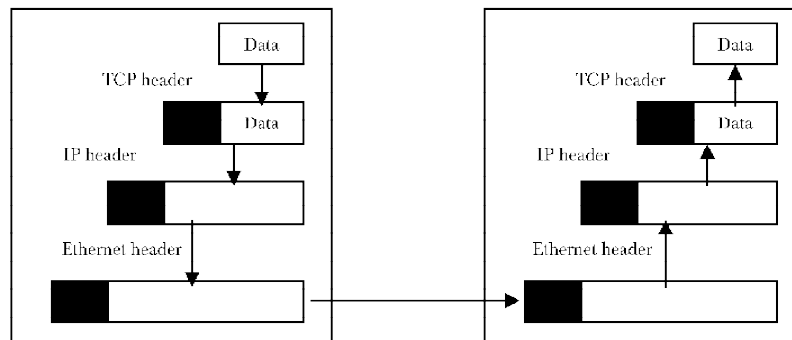 Data
TCP header
Data
IP header
Ethernet header
Data
TCP header
Data
IP header
Ethernet header